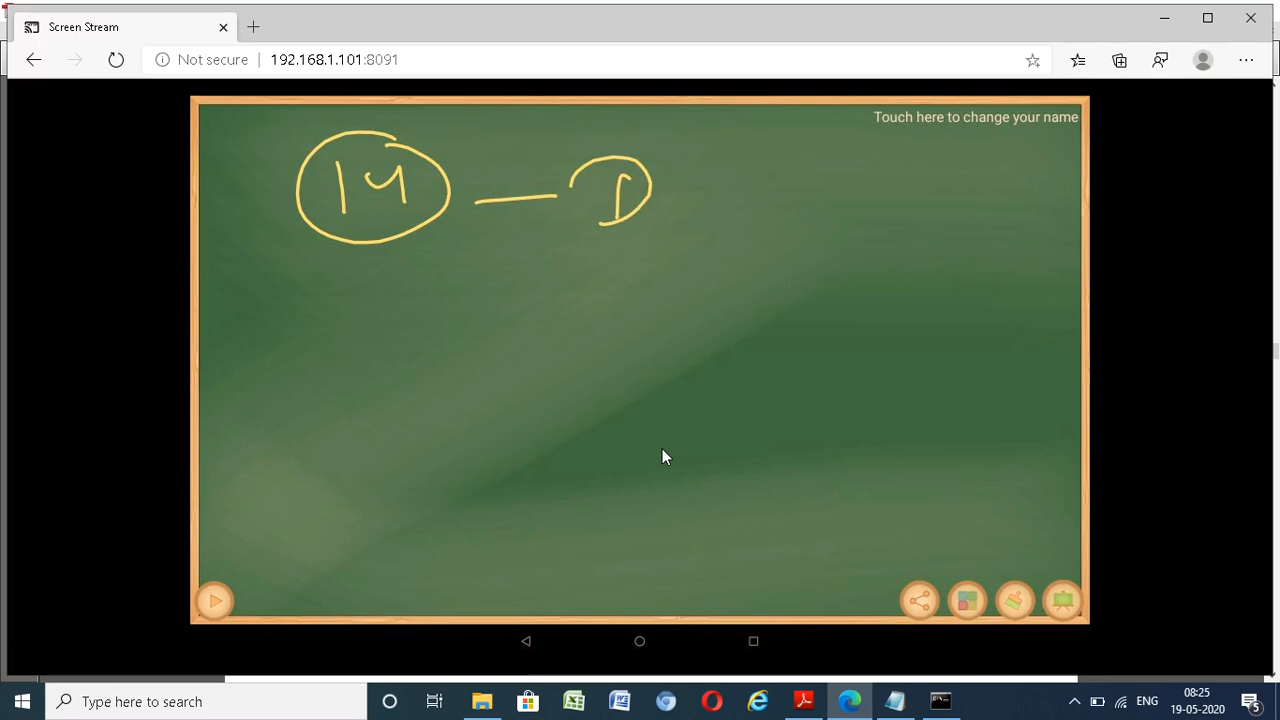 Screen Stream
Not secure 192.168.1.101:8091
Touch here to change your name
14 — D
Type here to search
ENG
08:25
19-05-2020
5